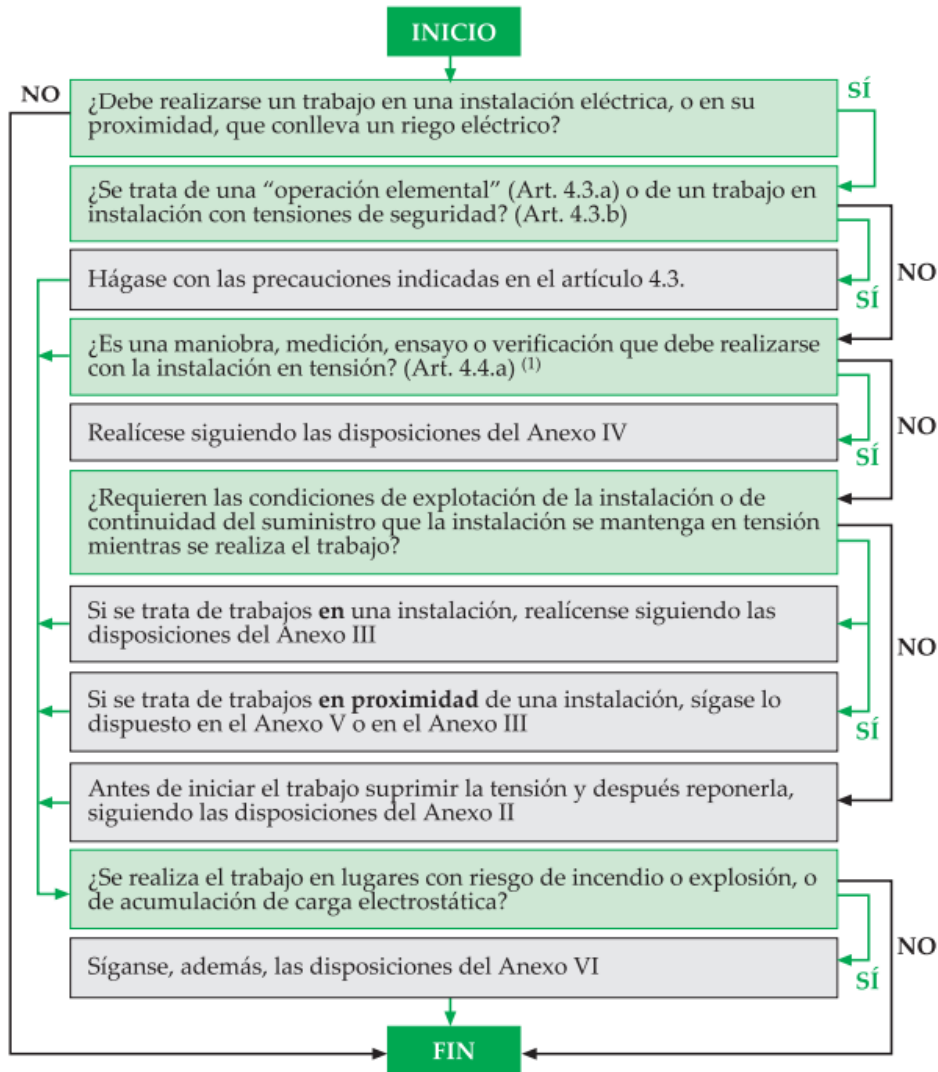 INICIO
NO
SÍ
¿Debe realizarse un trabajo en una instalación eléctrica, o en su
proximidad, que conlleva un riego eléctrico?
¿Se trata de una “operación elemental” (Art. 4.3.a) o de un trabajo en
instalación con tensiones de seguridad? (Art. 4.3.b)
NO
Hágase con las precauciones indicadas en el artículo 4.3.
SÍ
¿Es una maniobra, medición, ensayo o verificación que debe realizarse
con la instalación en tensión? (Art. 4.4.a) (1)
NO
Realícese siguiendo las disposiciones del Anexo IV
SÍ
¿Requieren las condiciones de explotación de la instalación o de
continuidad del suministro que la instalación se mantenga en tensión
mientras se realiza el trabajo?
Si se trata de trabajos en una instalación, realícense siguiendo las
disposiciones del Anexo III
NO
Si se trata de trabajos en proximidad de una instalación, sígase lo
dispuesto en el Anexo V o en el Anexo III
SÍ
Antes de iniciar el trabajo suprimir la tensión y después reponerla,
siguiendo las disposiciones del Anexo II
¿Se realiza el trabajo en lugares con riesgo de incendio o explosión, o
de acumulación de carga electrostática?
NO
Síganse, además, las disposiciones del Anexo VI
SÍ
FIN